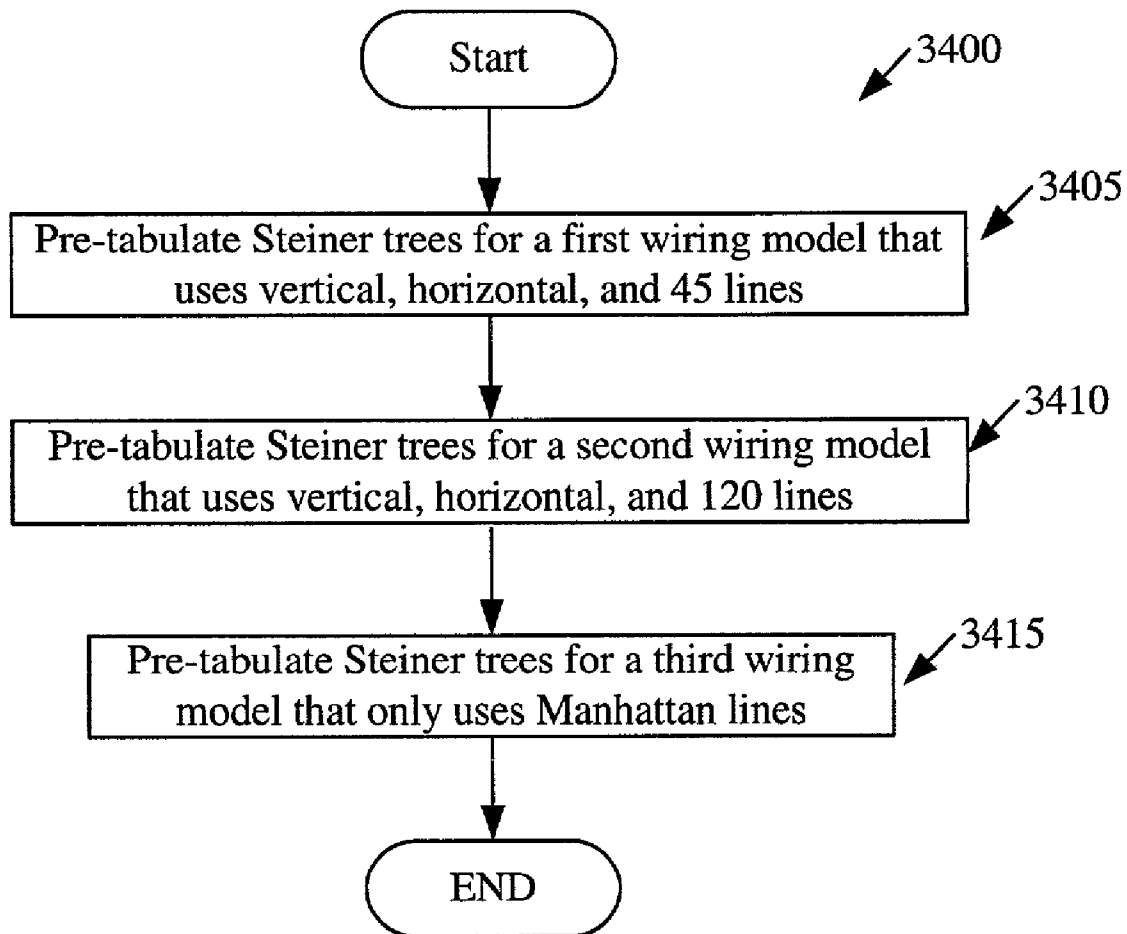 Start
3400
3405
Pre-tabulate Steiner trees for a first wiring model that
uses vertical, horizontal, and 45 lines
3410
Pre-tabulate Steiner trees for a second wiring model
that uses vertical, horizontal, and 120 lines
3415
Pre-tabulate Steiner trees for a third wiring
model that only uses Manhattan lines
END